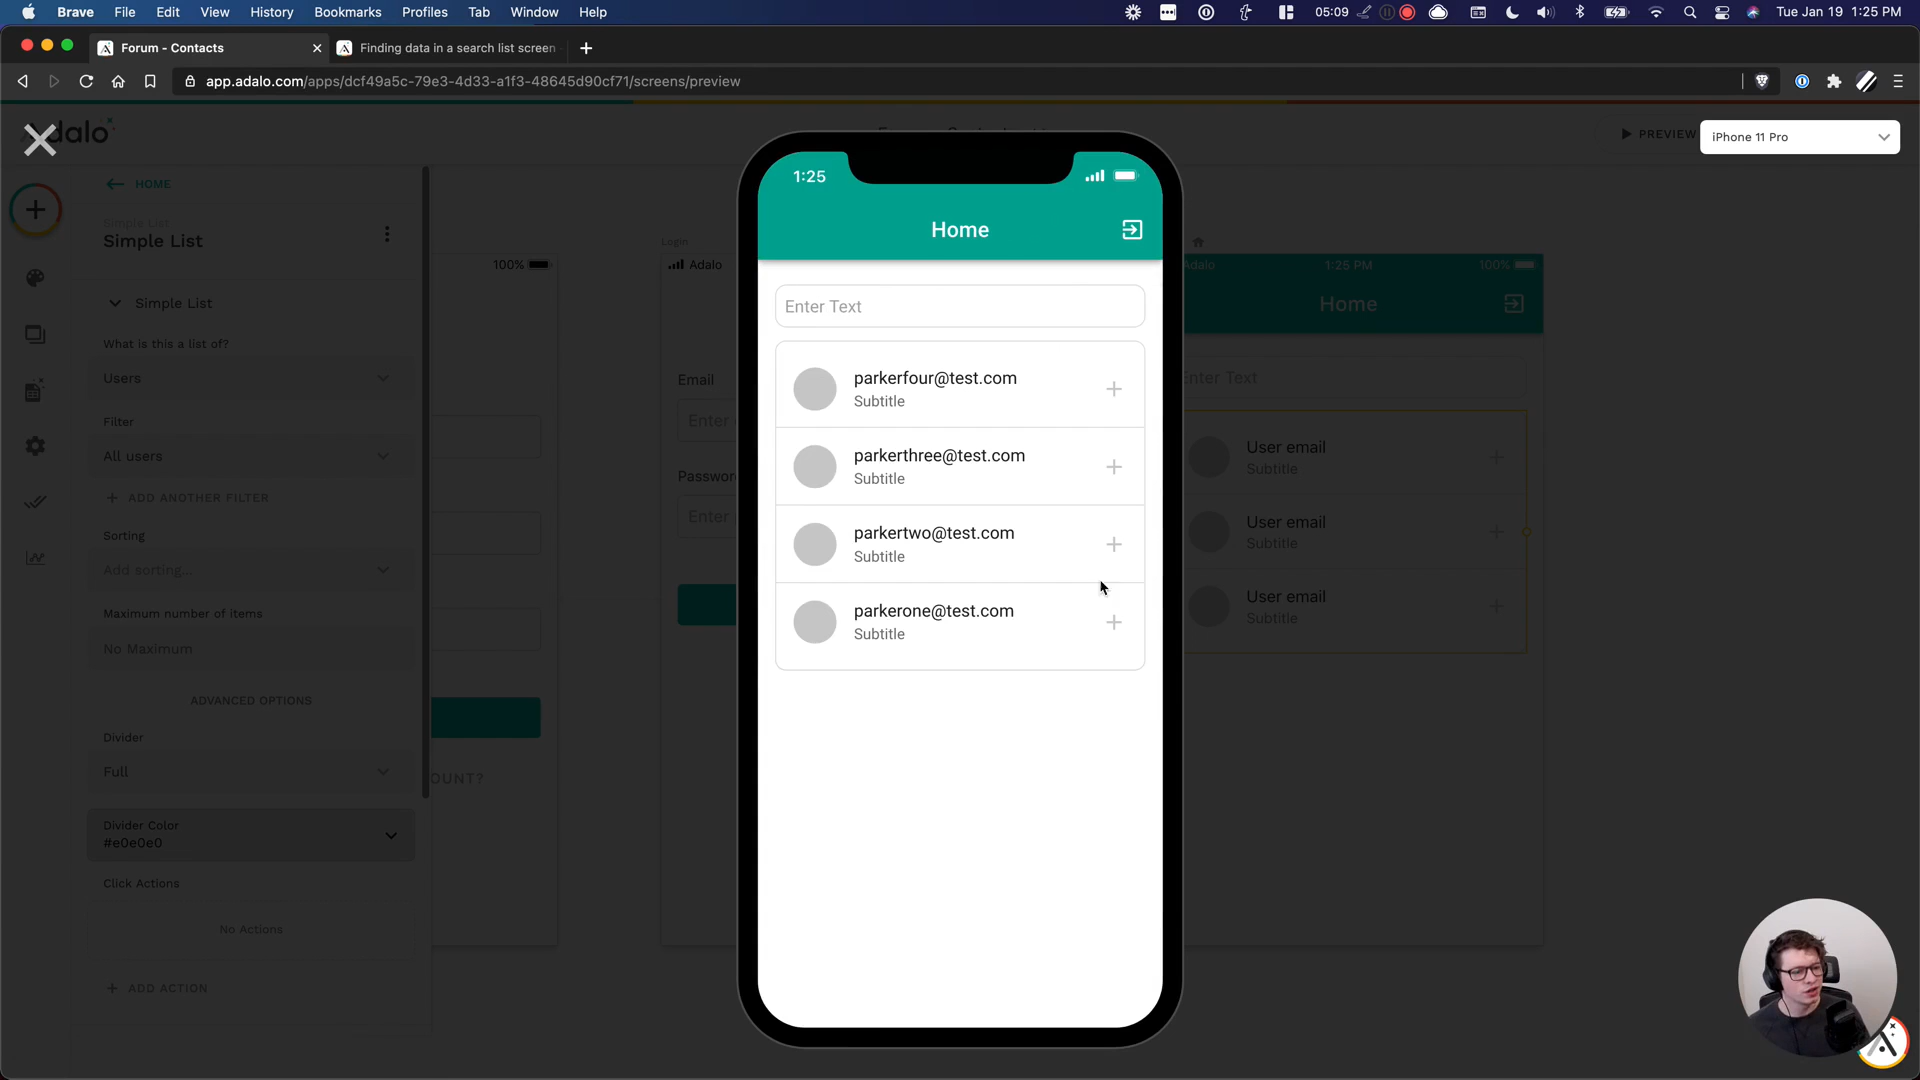 Brave File Edit View History Bookmarks Profiles Tab Window Help 05:09 Tue Jan 19 1:25 PM
Forum - Contacts
Finding data in a search list screen
app.adalo.com/apps/dcf49a5c-79e3-4d33-a1f3-48645d90cf71/screens/preview
PREVIEW
iPhone 11 Pro
HOME
Simple List
Simple List
Simple List
What is this a list of?
Users
Filter
All users
ADD ANOTHER FILTER
Sorting
Add sorting...
Maximum number of items
No Maximum
ADVANCED OPTIONS
Divider
Full
Divider Color
#e0e0e0
Click Actions
No Actions
ADD ACTION
100%
OUNT?
Login
Adalo
Email
Enter
Password
Enter
1:25
Home
Enter Text
parkerfour@test.com
Subtitle
parkerthree@test.com
Subtitle
parkertwo@test.com
Subtitle
parkerone@test.com
Subtitle
Adalo 1:25 PM 100%
Home
Enter Text
User email
Subtitle
User email
Subtitle
User email
Subtitle